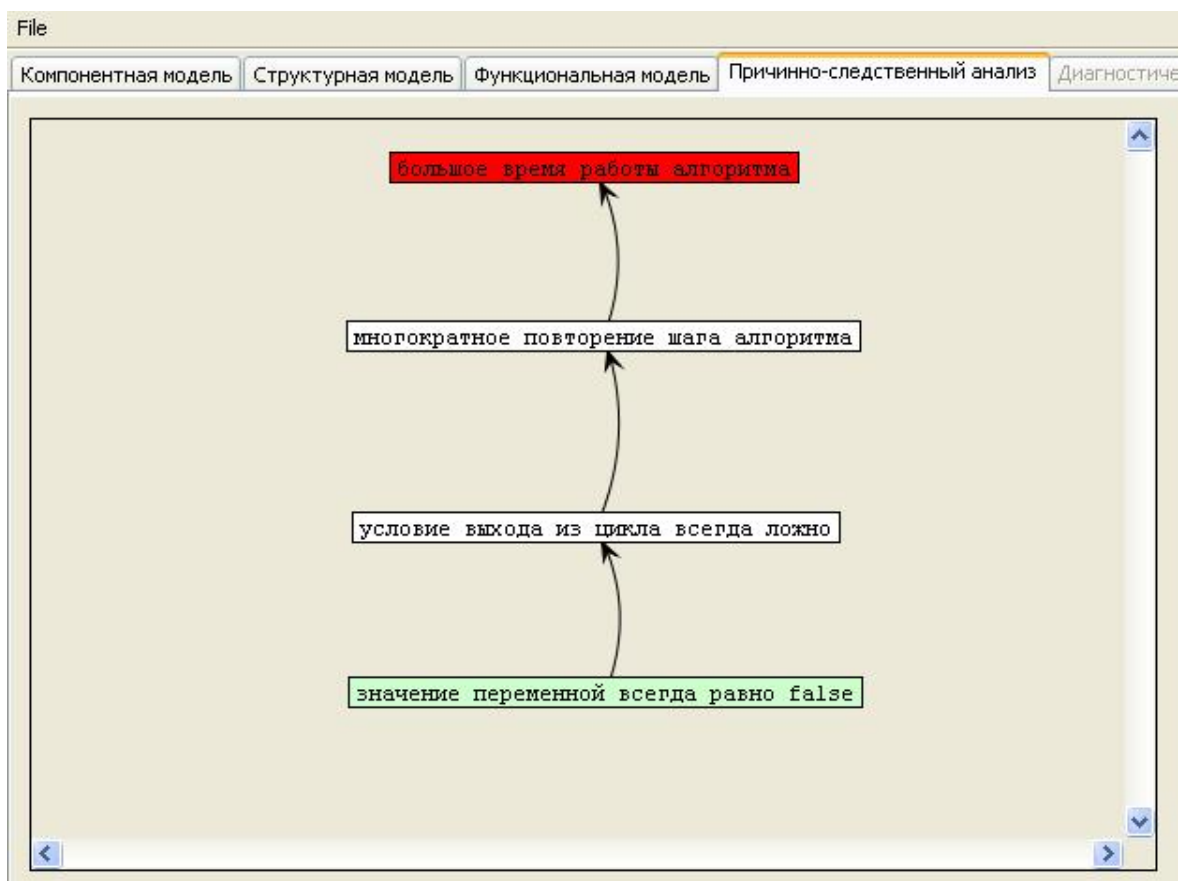 File
Компонентная модель Структурная модель Функциональная модель Причинно-следственный анализ Диагностиче
большое время работы алгоритма
многократное повторение шага алгоритма
условие выхода из цикла всегда ложно
значение переменной всегда равно false